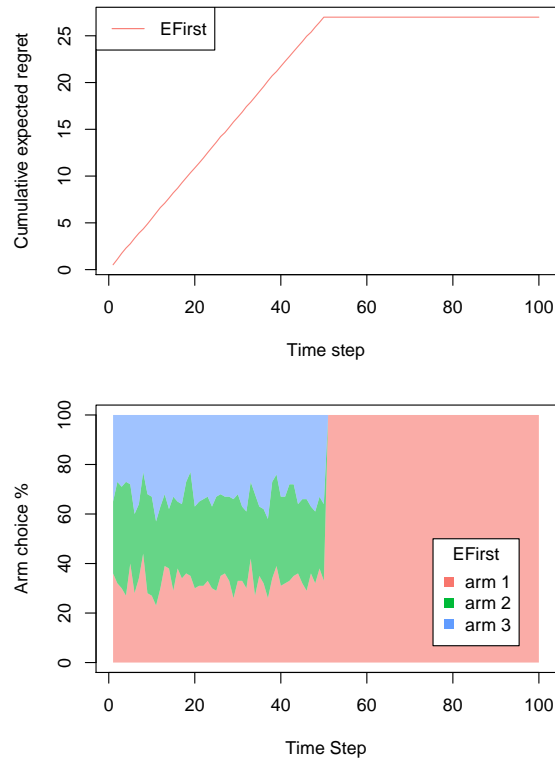 Cumulative expected regret
25
20
15
10
5
0
EFirst
0 20 40 60 80 100
Time step
Arm choice %
100
80
60
40
20
0
EFirst
arm 1
arm 2
arm 3
0 20 40 60 80 100
Time Step